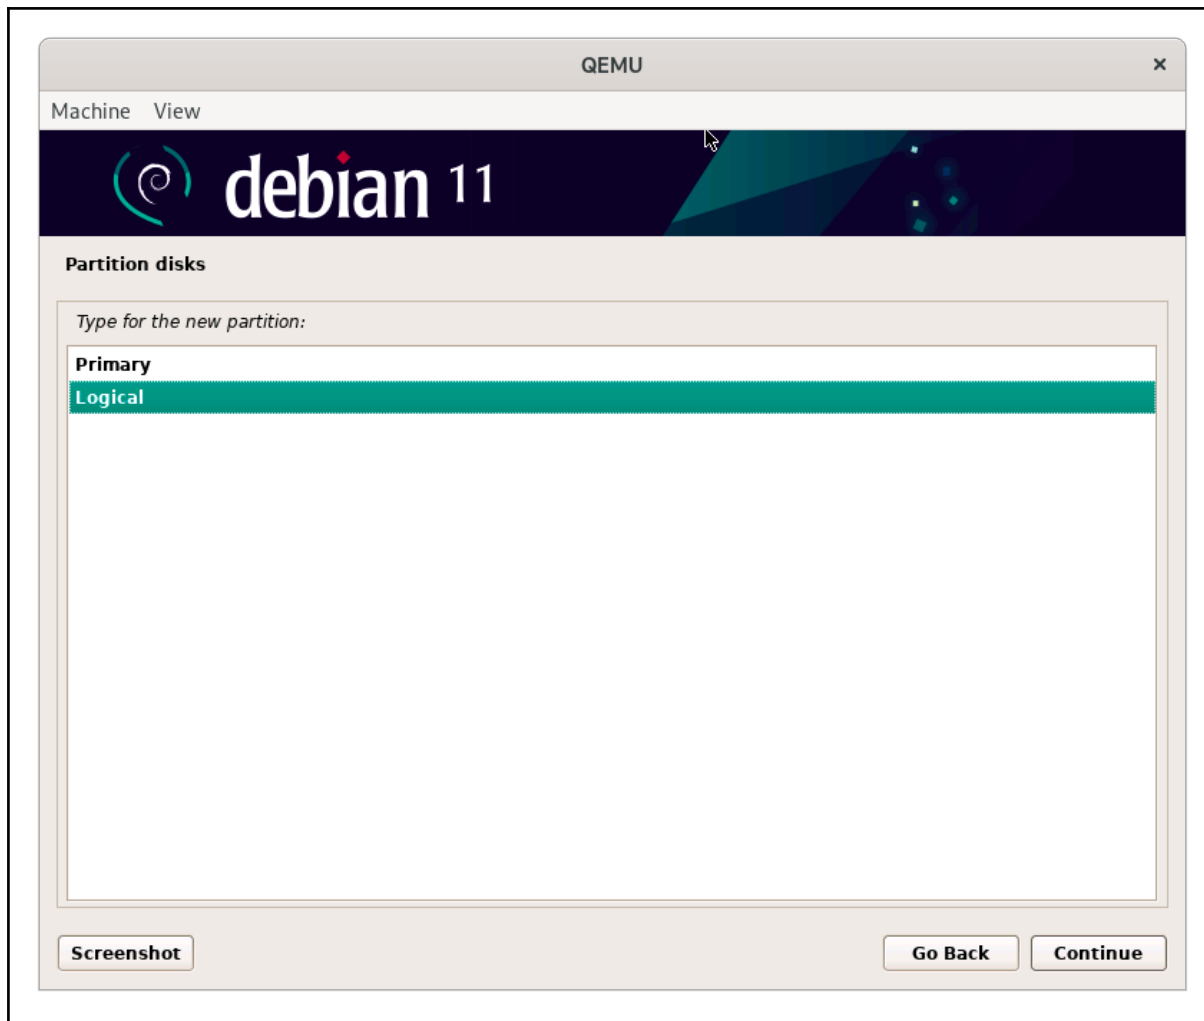 QEMU
Machine View
debian 11
Partition disks
Type for the new partition:
Primary
Logical
Screenshot Go Back Continue